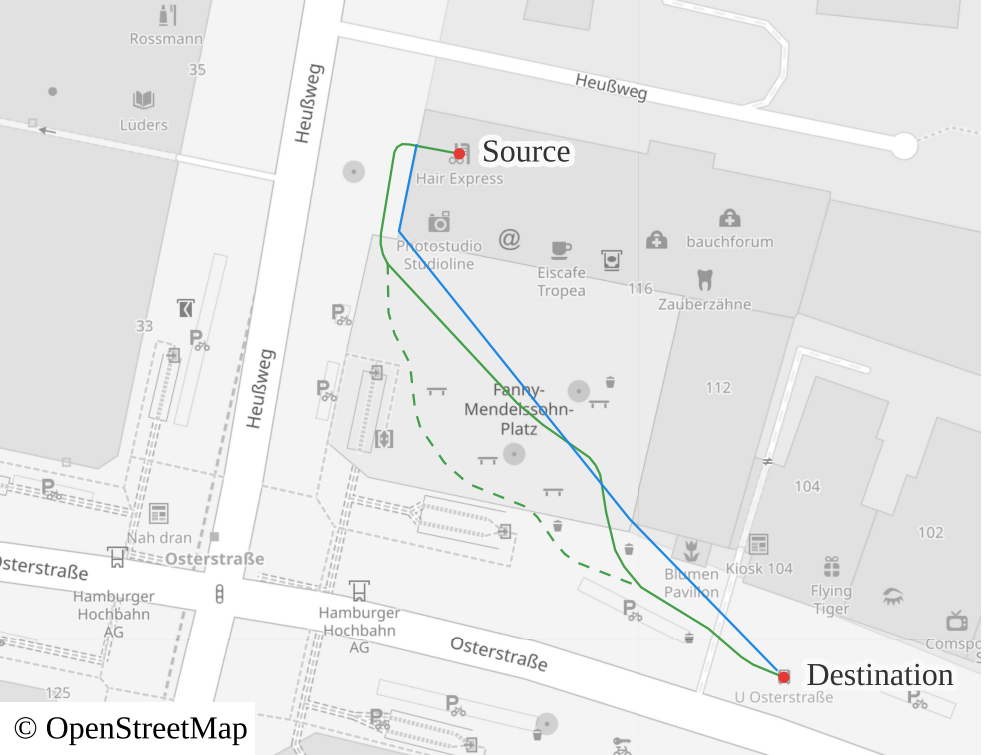 Rossmann
35
Heußweg
Heußweg
Lüders
Source
Hair Express
Photostudio
Studioline
@
Eiscafe
Tropea
bauchforum
116
Zauberzähne
33
Heußweg
112
Fanny-
Mendelssohn-
Platz
104
102
Nah dran
Osterstraße
Osterstraße
Kiosk 104
Blumen
Pavilion
Flying
Tiger
Hamburger
Hochbahn
AG
Hamburger
Hochbahn
AG
Osterstraße
Comspo
S
Destination
U Osterstraße
125
© OpenStreetMap